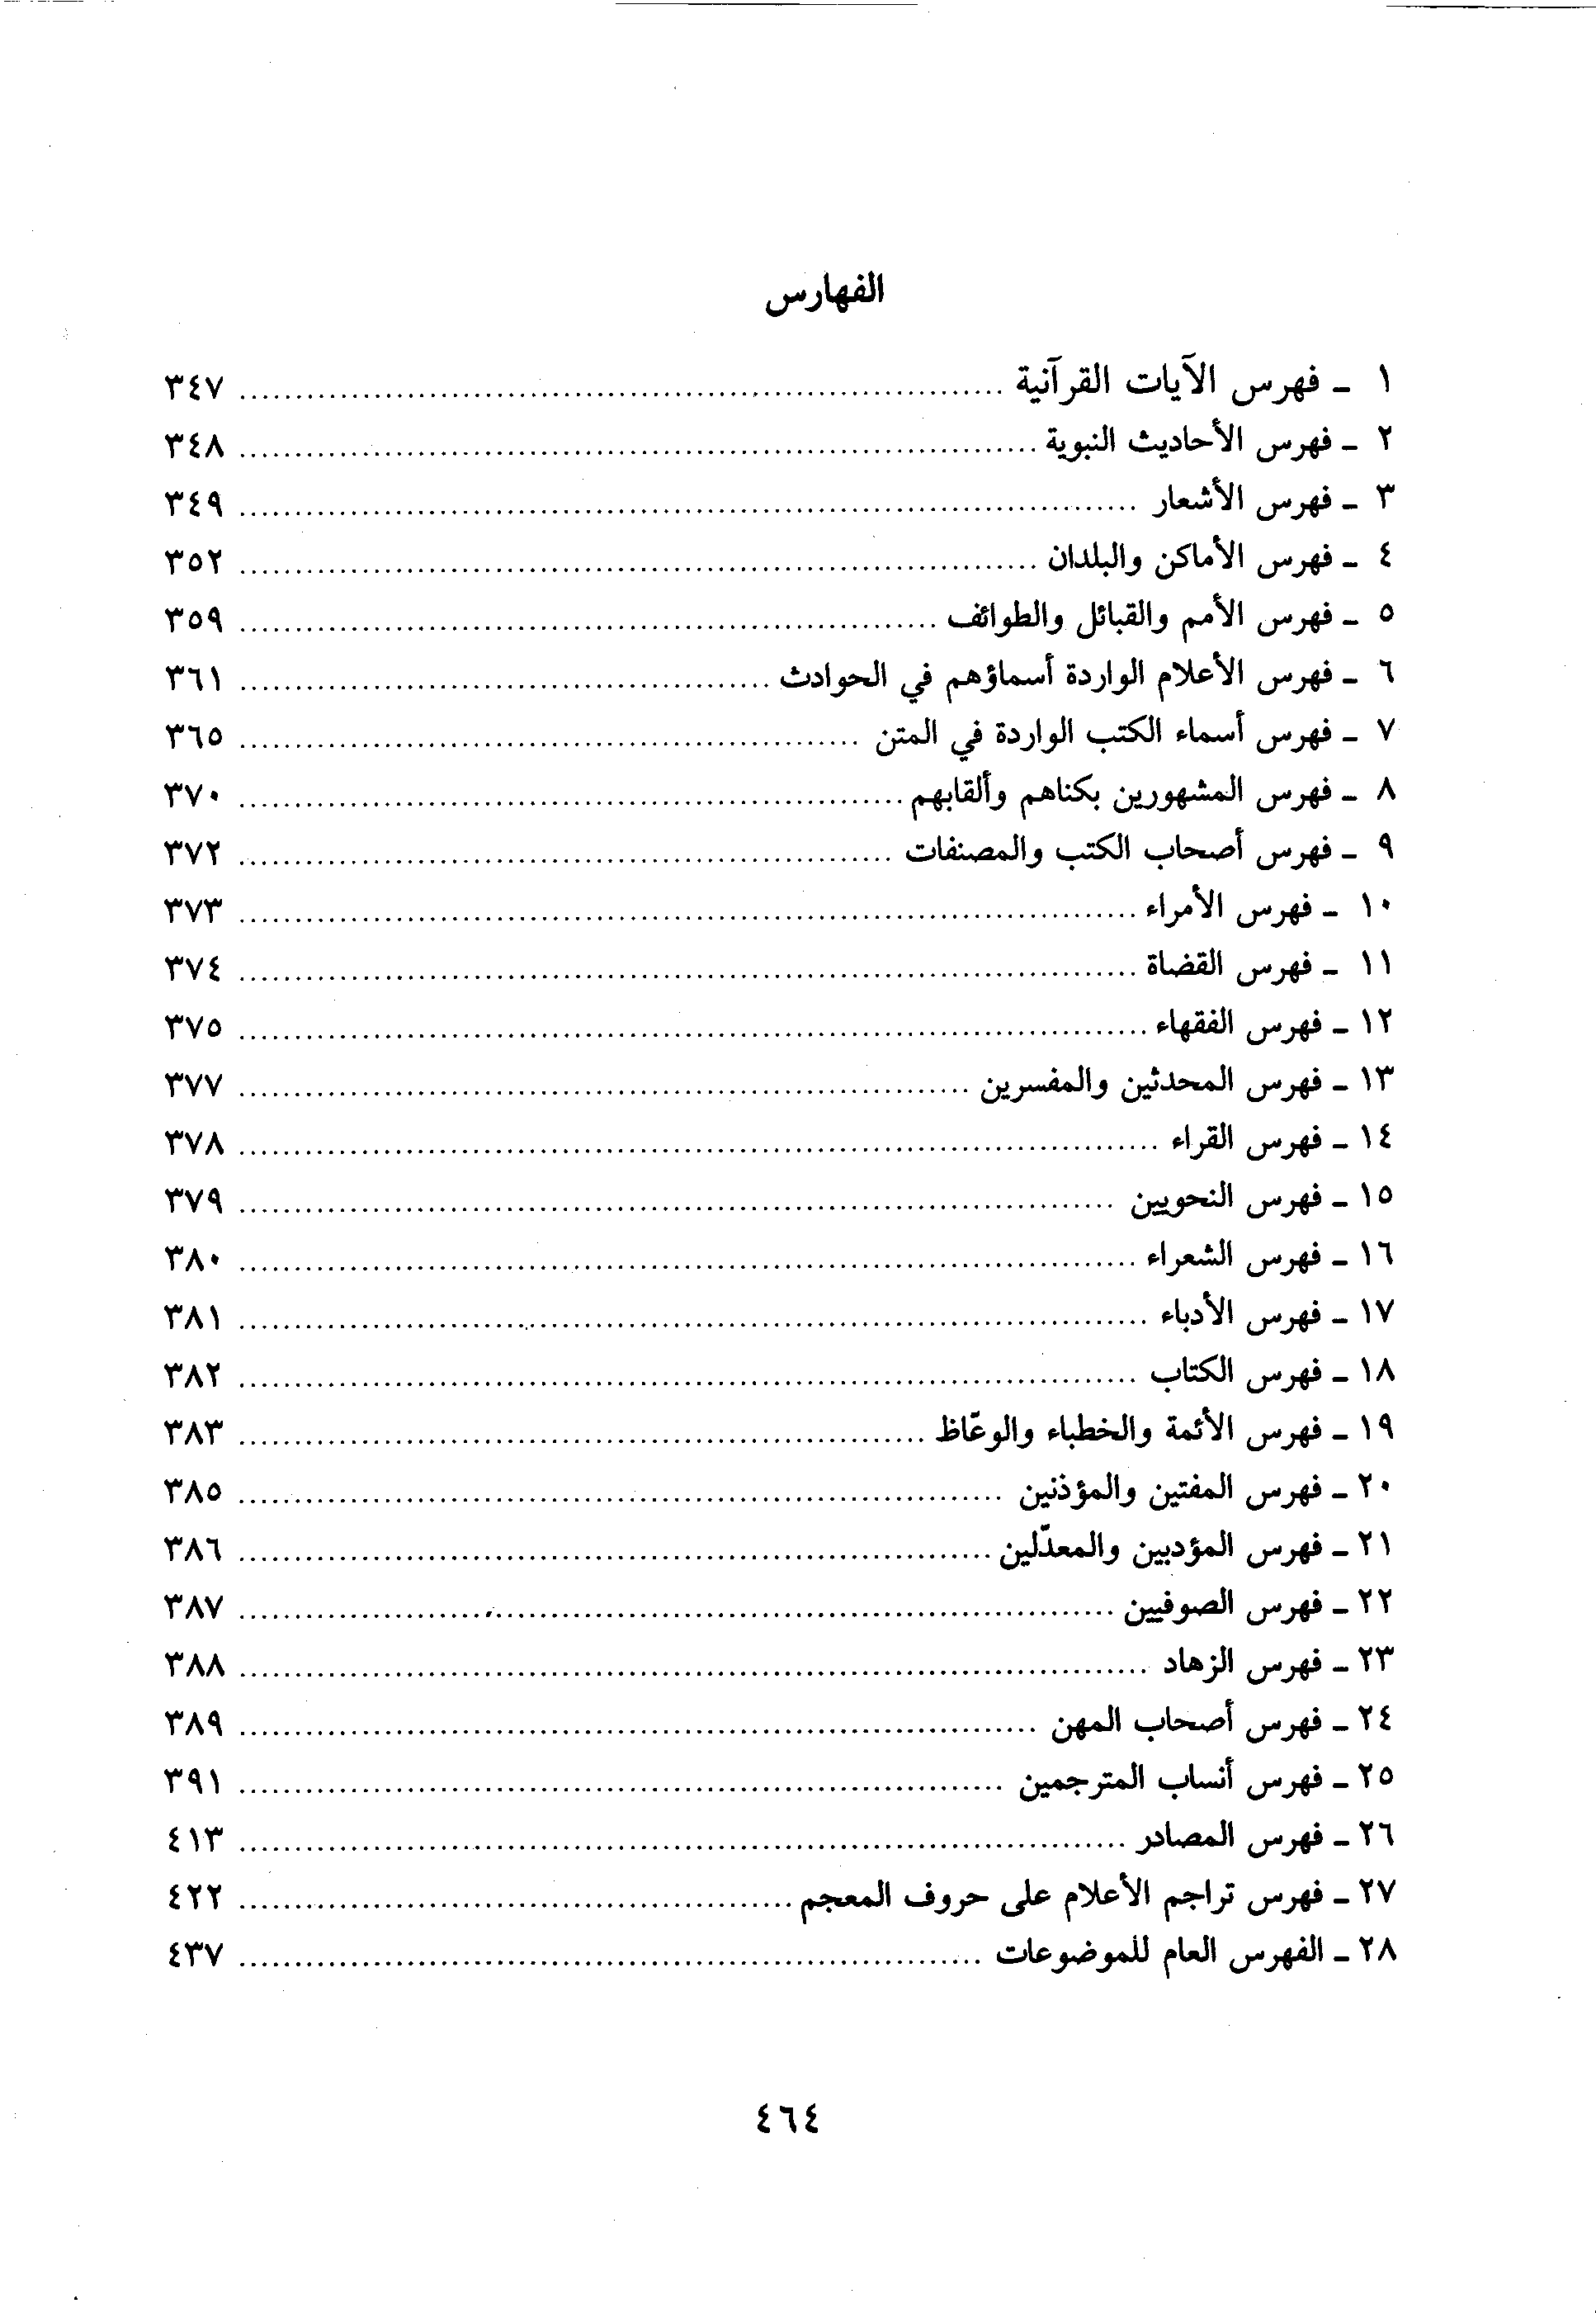 الفهارس
١ - فهرس الآيات القرآنية ........ ٣٤٧
٢ - فهرس الأحاديث النبوية ........ ٣٤٨
٣ - فهرس الأشعار ........ ٣٤٩
٤ - فهرس الأماكن والبلدان ........ ٣٥٢
٥ - فهرس الأمم والقبائل والطوائف ........ ٣٥٩
٦ - فهرس الأعلام الواردة أسماؤهم في الحوادث ........ ٣٦١
٧ - فهرس أسماء الكتب الواردة في المتن ........ ٣٦٥
٨ - فهرس المشهورين بكناهم وألقابهم ........ ٣٧٠
٩ - فهرس أصحاب الكتب والمصنفات ........ ٣٧٢
١٠ - فهرس الأمراء ........ ٣٧٣
١١ - فهرس القضاة ........ ٣٧٤
١٢ - فهرس الفقهاء ........ ٣٧٥
١٣ - فهرس المحدثين والمفسرين ........ ٣٧٧
١٤ - فهرس القراء ........ ٣٧٨
١٥ - فهرس النحويين ........ ٣٧٩
١٦ - فهرس الشعراء ........ ٣٨٠
١٧ - فهرس الأدباء ........ ٣٨١
١٨ - فهرس الكتاب ........ ٣٨٢
١٩ - فهرس الأئمة والخطباء والوعّاظ ........ ٣٨٣
٢٠ - فهرس المفتين والمؤذنين ........ ٣٨٥
٢١ - فهرس المؤدبين والمعدّلين ........ ٣٨٦
٢٢ - فهرس الصوفيين ........ ٣٨٧
٢٣ - فهرس الزهاد ........ ٣٨٨
٢٤ - فهرس أصحاب المهن ........ ٣٨٩
٢٥ - فهرس أنساب المترجمين ........ ٣٩١
٢٦ - فهرس المصادر ........ ٤١٣
٢٧ - فهرس تراجم الأعلام على حروف المعجم ........ ٤٢٢
٢٨ - الفهرس العام للموضوعات ........ ٤٣٧
٤٦٤